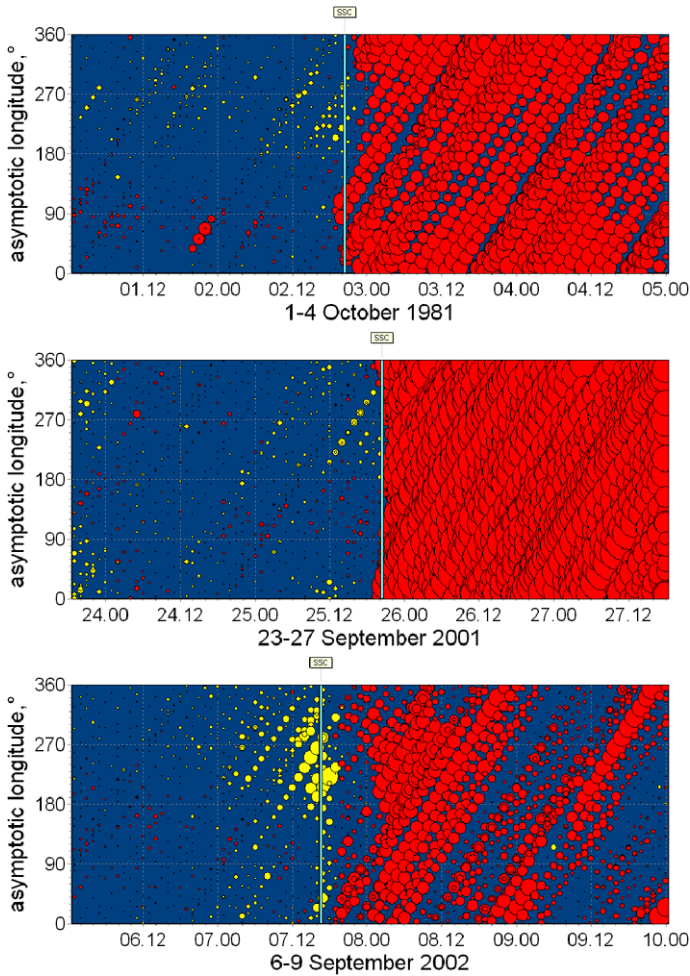 SSC
asymptotic longitude,°
360
270
180
90
0
01.12 02.00 02.12 03.00 03.12 04.00 04.12 05.00
1-4 October 1981
SSC
asymptotic longitude,°
360
270
180
90
0
24.00 24.12 25.00 25.12 26.00 26.12 27.00 27.12
23-27 September 2001
SSC
asymptotic longitude,°
360
270
180
90
0
06.12 07.00 07.12 08.00 08.12 09.00 09.12 10.00
6-9 September 2002